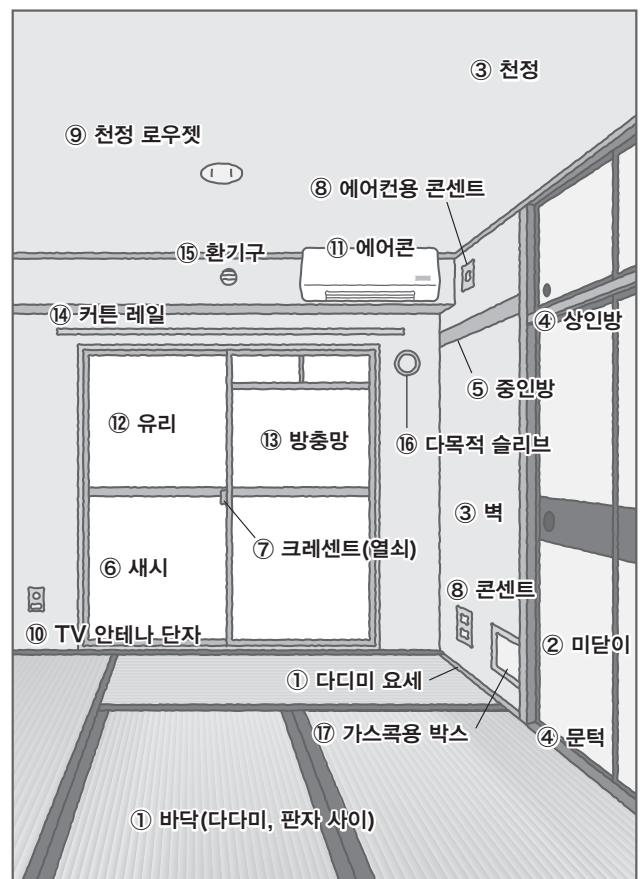 ③ 천정
⑨ 천정 로우젯
⑧ 에어컨용 콘센트
⑮ 환기구
⑪ 에어콘
⑭ 커튼 레일
④ 상인방
⑤ 중인방
⑫ 유리
⑬ 방충망
⑯ 다목적 슬리브
③ 벽
⑦ 크레센트(열쇠)
⑥ 새시
⑧ 콘센트
⑩ TV 안테나 단자
② 미닫이
① 다디미 요세
⑰ 가스콕용 박스
④ 문턱
① 바닥(다다미, 판자 사이)